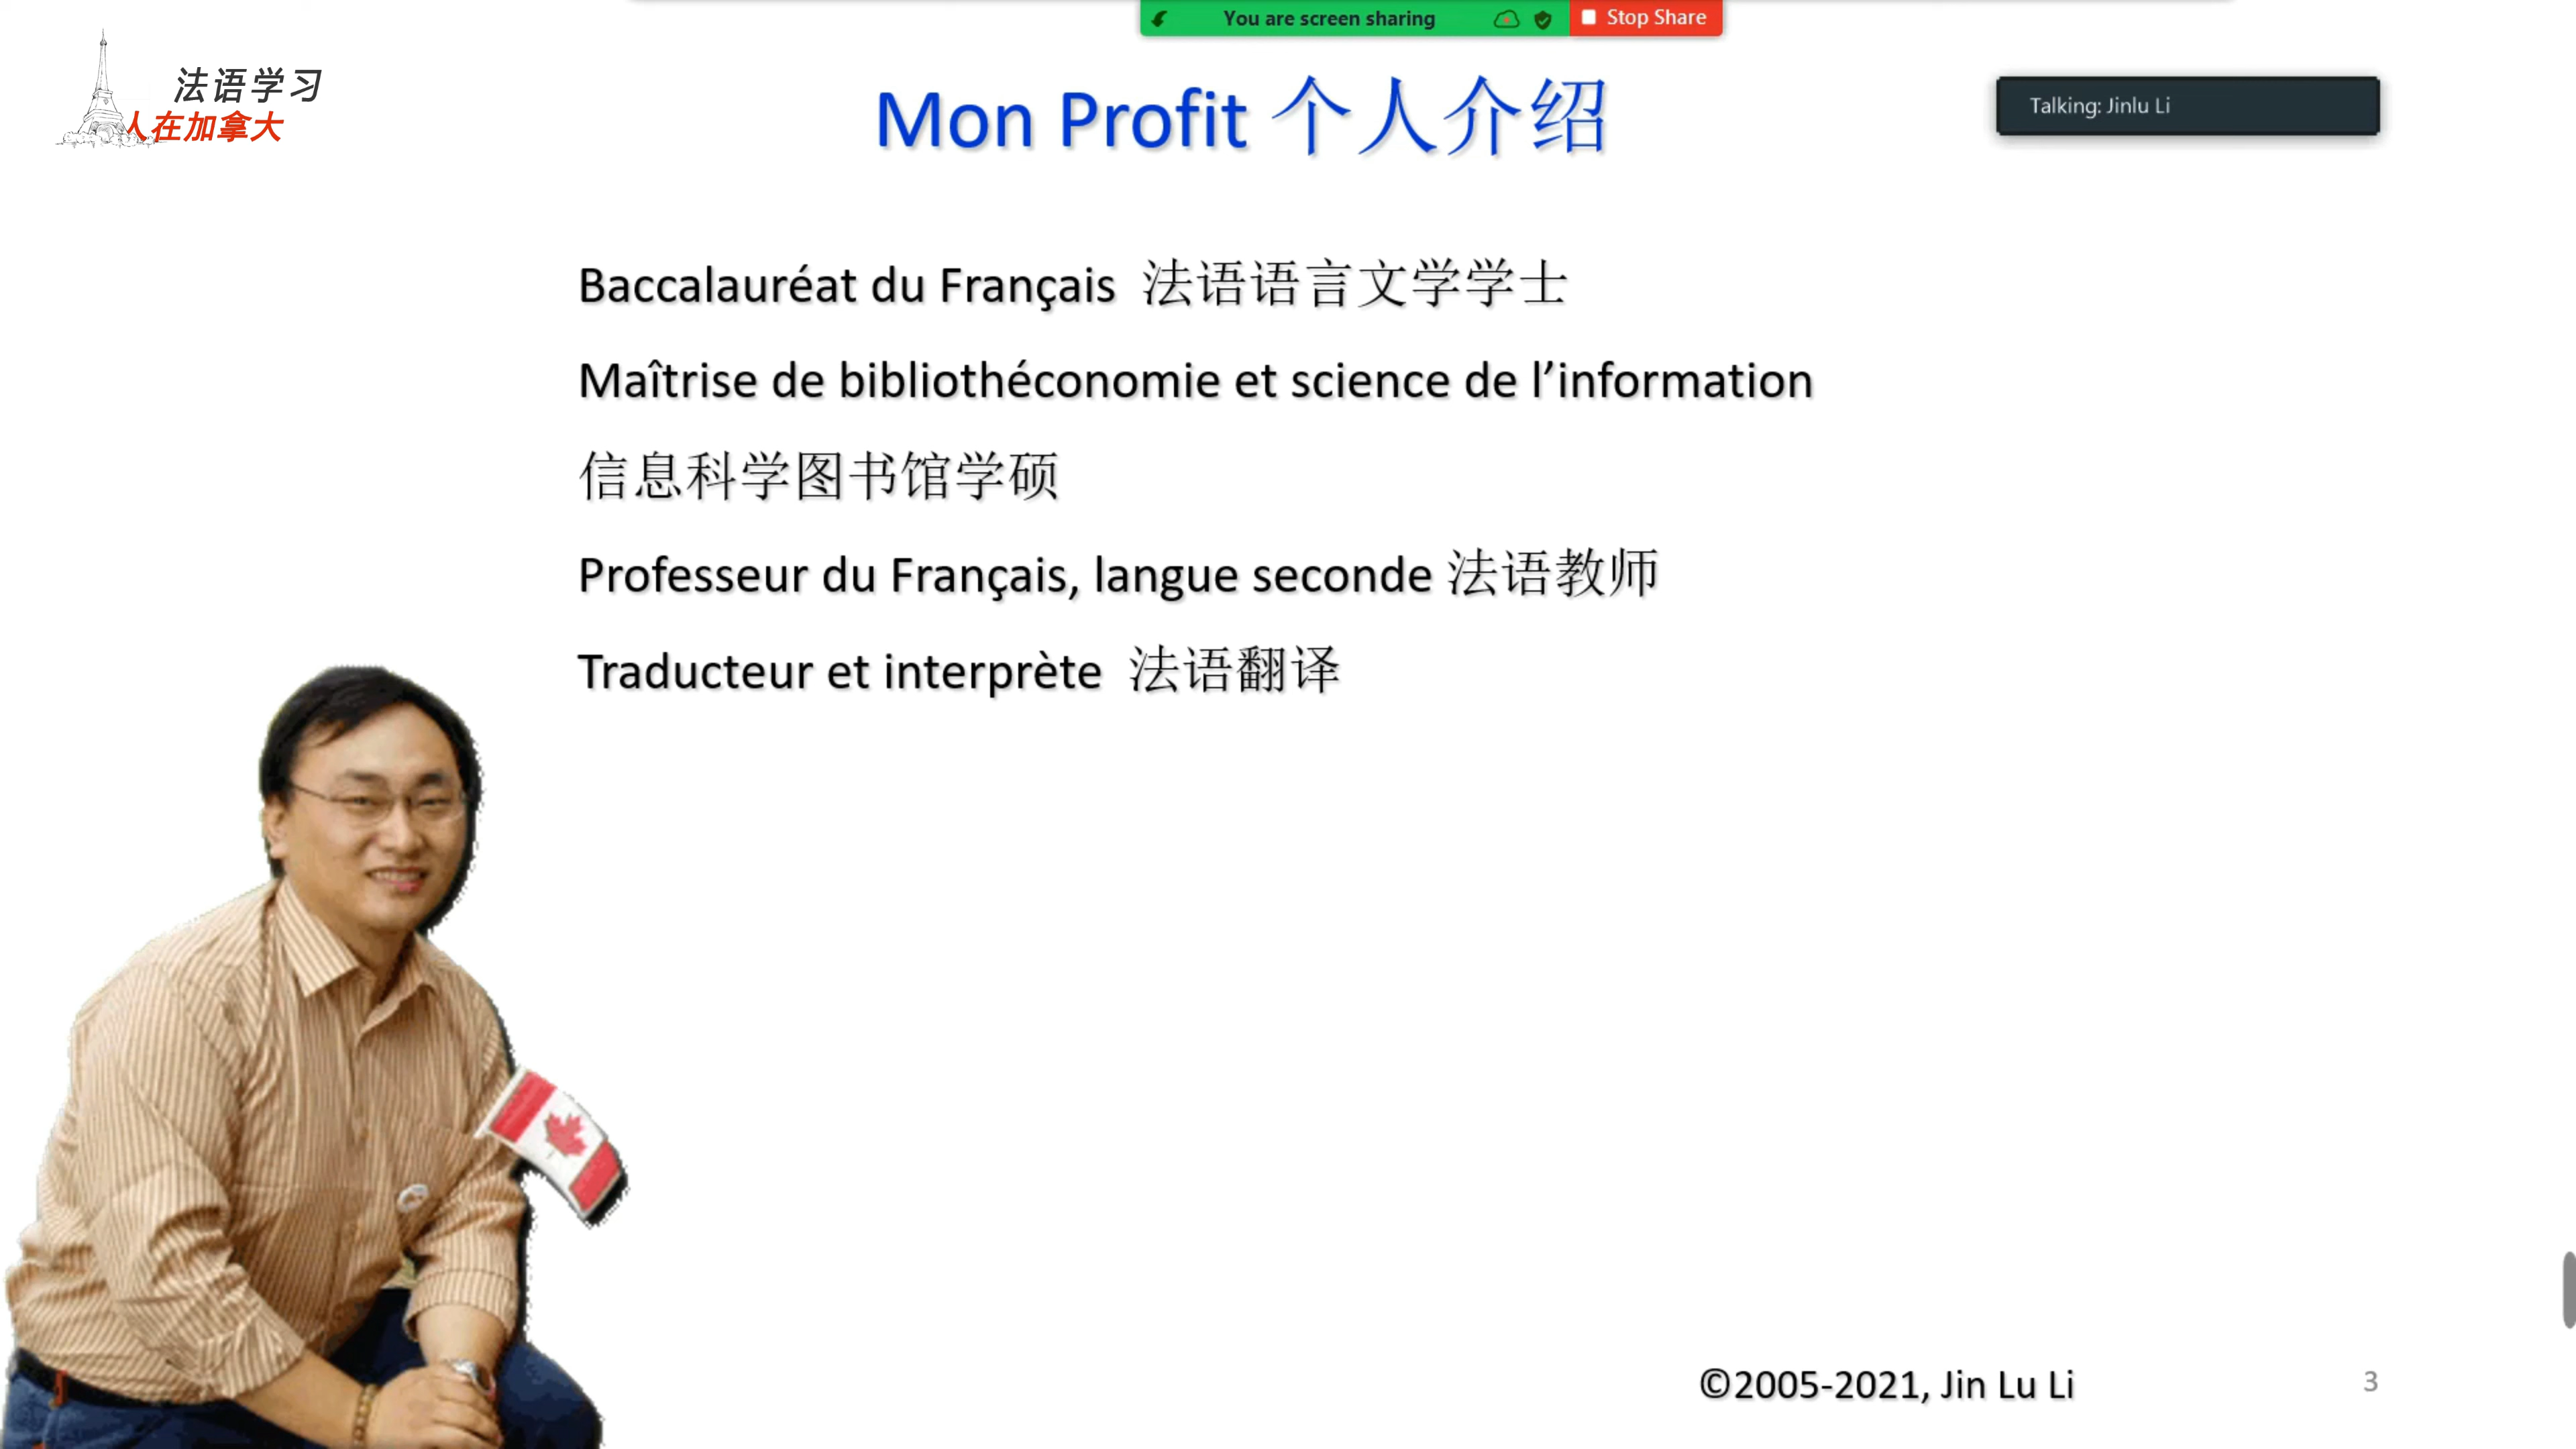 You are screen sharing
Stop Share
法语学习
人在加拿大
Mon Profit 个人介绍
Talking: Jinlu Li
Baccalauréat du Français 法语语言文学学士
Maîtrise de bibliothéconomie et science de l’information
信息科学图书馆学硕
Professeur du Français, langue seconde 法语教师
Traducteur et interprète 法语翻译
©2005-2021, Jin Lu Li
3